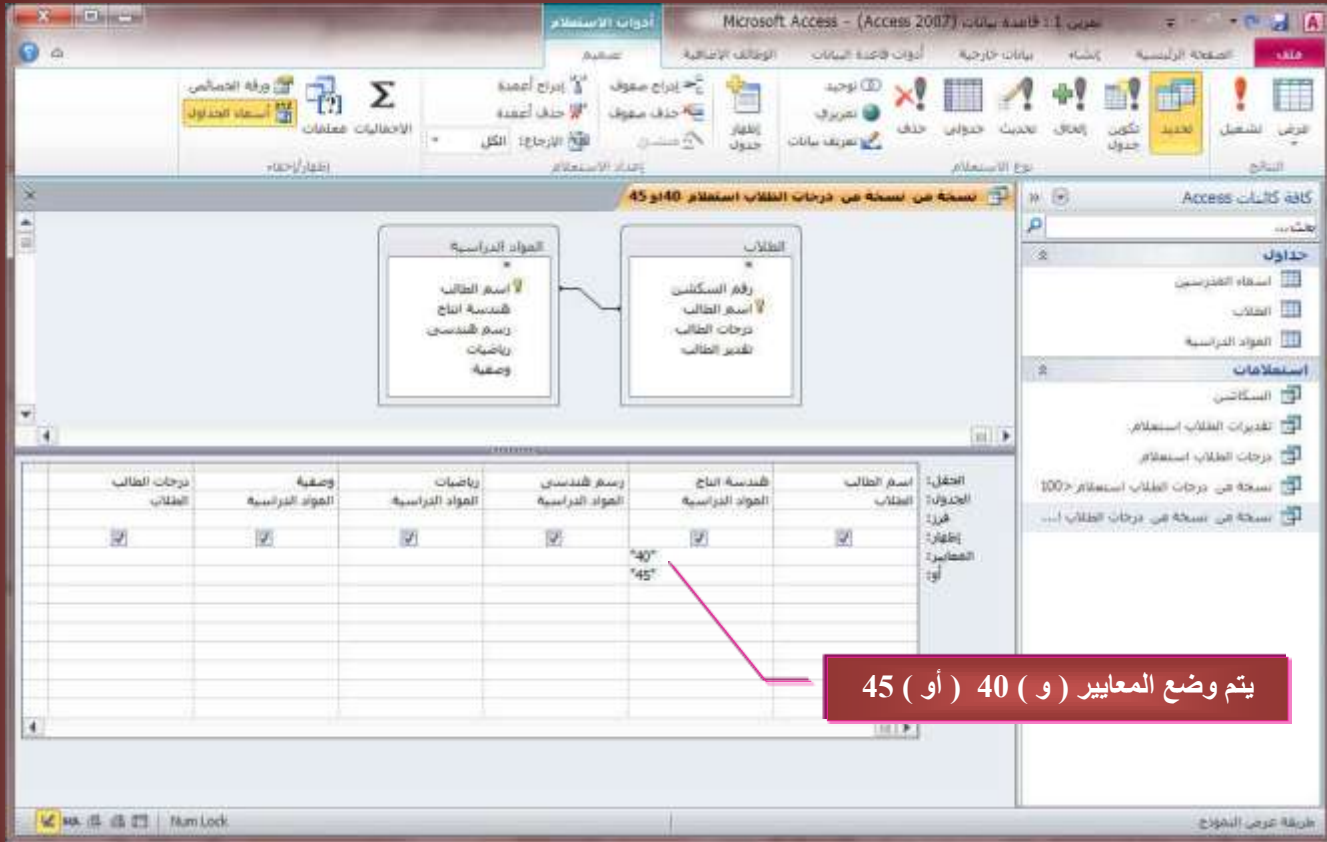 تمرين 1 : قاعدة بيانات (Access 2007) - Microsoft Access
أدوات الاستعلام
ملف
الصفحة الرئيسية
إنشاء
بيانات خارجية
أدوات قاعدة البيانات
الوظائف الإضافية
تصميم
عرض
تشغيل
تحديد
تكوين جدول
إلحاق
تحديث
جدولي
حذف
توحيد
تمريري
تعريف بيانات
إظهار جدول
إدراج صفوف
حذف صفوف
إدراج أعمدة
حذف أعمدة
الإرجاع: الكل
الإجماليات
معلمات
ورقة الخصائص
أسماء الجداول
النتائج
نوع الاستعلام
إعداد الاستعلام
إظهار/إخفاء
كافة كائنات Access
جداول
الطلاب
المواد الدراسية
استعلامات
السكاشن
تقديرات الطلاب استعلام
درجات الطلاب استعلام
نسخة من درجات الطلاب استعلام <100
نسخة من نسخة من درجات الطلاب ا...
نسخة من نسخة من درجات الطلاب استعلام 40او 45
الطلاب
*
رقم السكشن
اسم الطالب
درجات الطالب
تقدير الطالب
المواد الدراسية
*
اسم الطالب
هندسة انتاج
رسم هندسى
رياضيات
وصفية
الحقل: اسم الطالب هندسة انتاج رسم هندسى رياضيات وصفية درجات الطالب
الجدول: الطلاب المواد الدراسية المواد الدراسية المواد الدراسية المواد الدراسية الطلاب
فرز:
إظهار:
المعايير: "40"
أو: "45"
يتم وضع المعايير ( و ) 40 ( أو ) 45
طريقة عرض النموذج
Num Lock